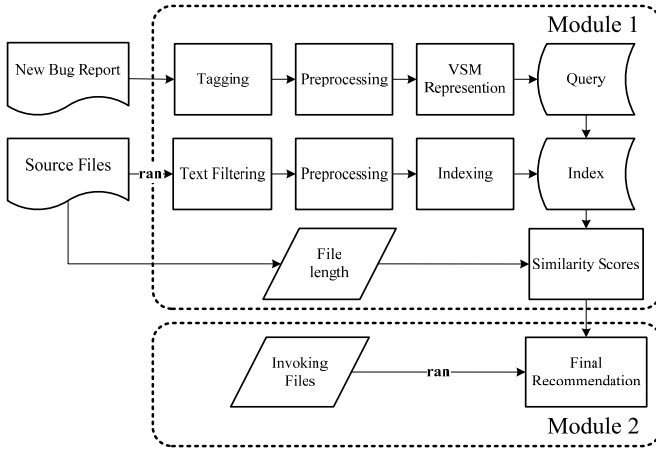 Module 1
New Bug Report
Tagging
Preprocessing
VSM
Represention
Query
Source Files
ran
Text Filtering
Preprocessing
Indexing
Index
File
length
Similarity Scores
Invoking
Files
ran
Final
Recommendation
Module 2